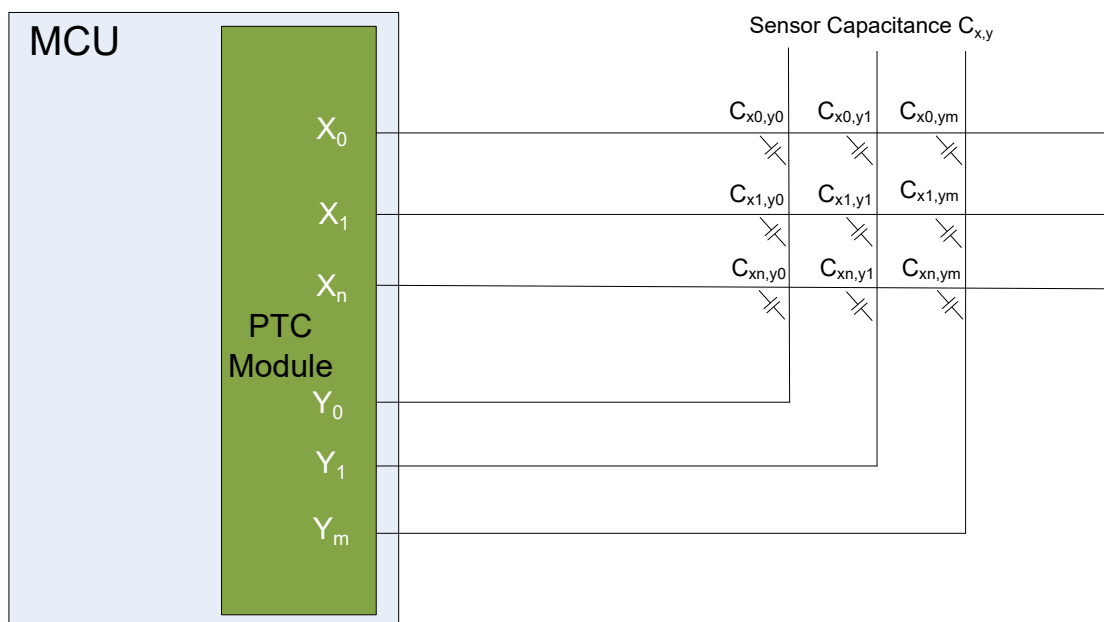 MCU
Sensor Capacitance Cx,y
X0
Cx0,y0 Cx0,y1 Cx0,ym
X1
Cx1,y0 Cx1,y1 Cx1,ym
Xn
Cxn,y0 Cxn,y1 Cxn,ym
PTC
Module
Y0
Y1
Ym